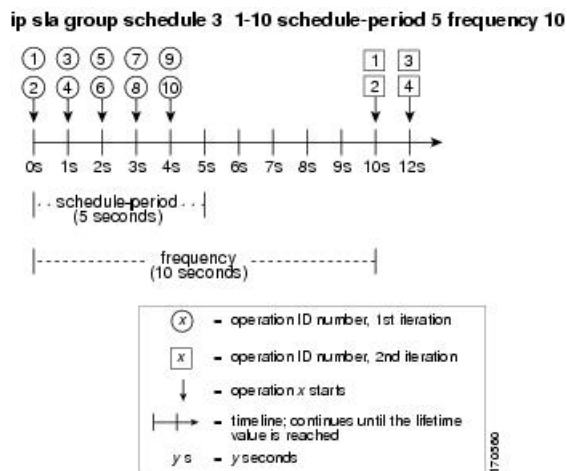 ip sla group schedule 3 1-10 schedule-period 5 frequency 10
1 3 5 7 9 1 3
2 4 6 8 10 2 4
0s 1s 2s 3s 4s 5s 6s 7s 8s 9s 10s 12s
schedule-period
(5 seconds)
frequency
(10 seconds)
x = operation ID number, 1st iteration
x = operation ID number, 2nd iteration
= operation x starts
= timeline; continues until the lifetime
value is reached
y s = y seconds
170560